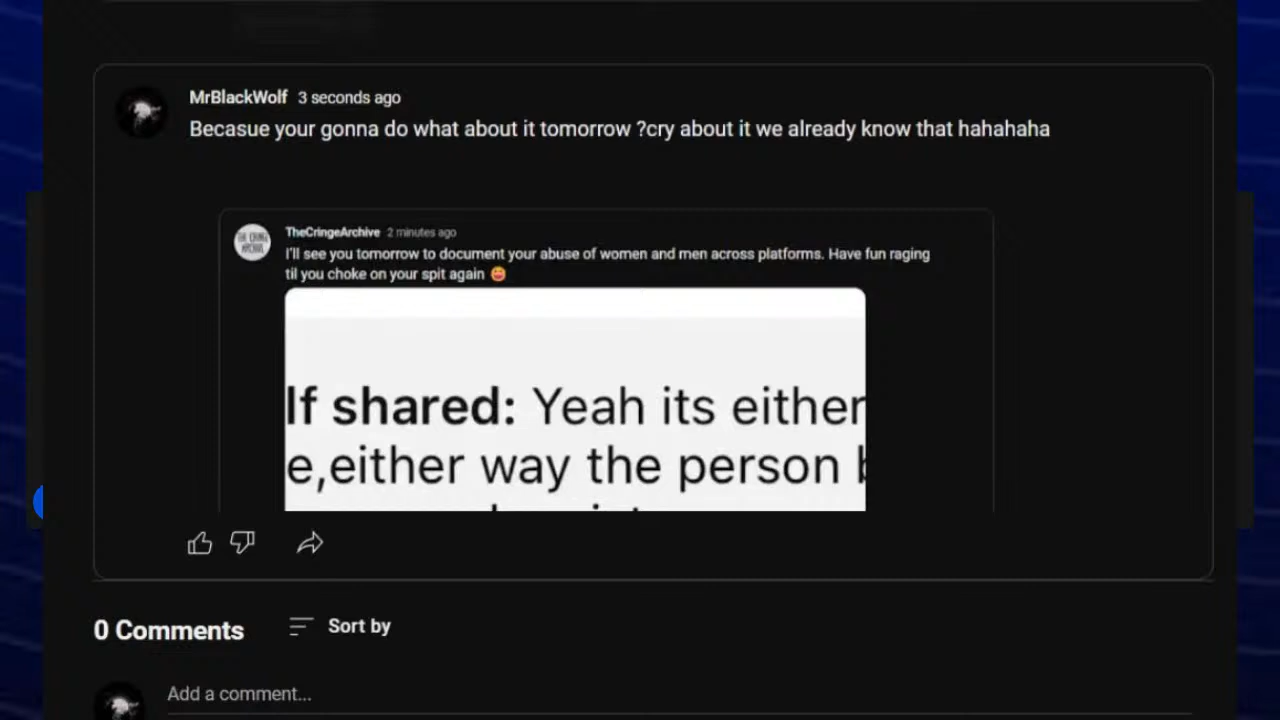 MrBlackWolf 3 seconds ago
Becasue your gonna do what about it tomorrow ?cry about it we already know that hahahaha
THE CRINGE
ARCHIVE
TheCringeArchive 2 minutes ago
I'll see you tomorrow to document your abuse of women and men across platforms. Have fun raging
til you choke on your spit again 😛
If shared: Yeah its either
e,either way the person
0 Comments Sort by
Add a comment...